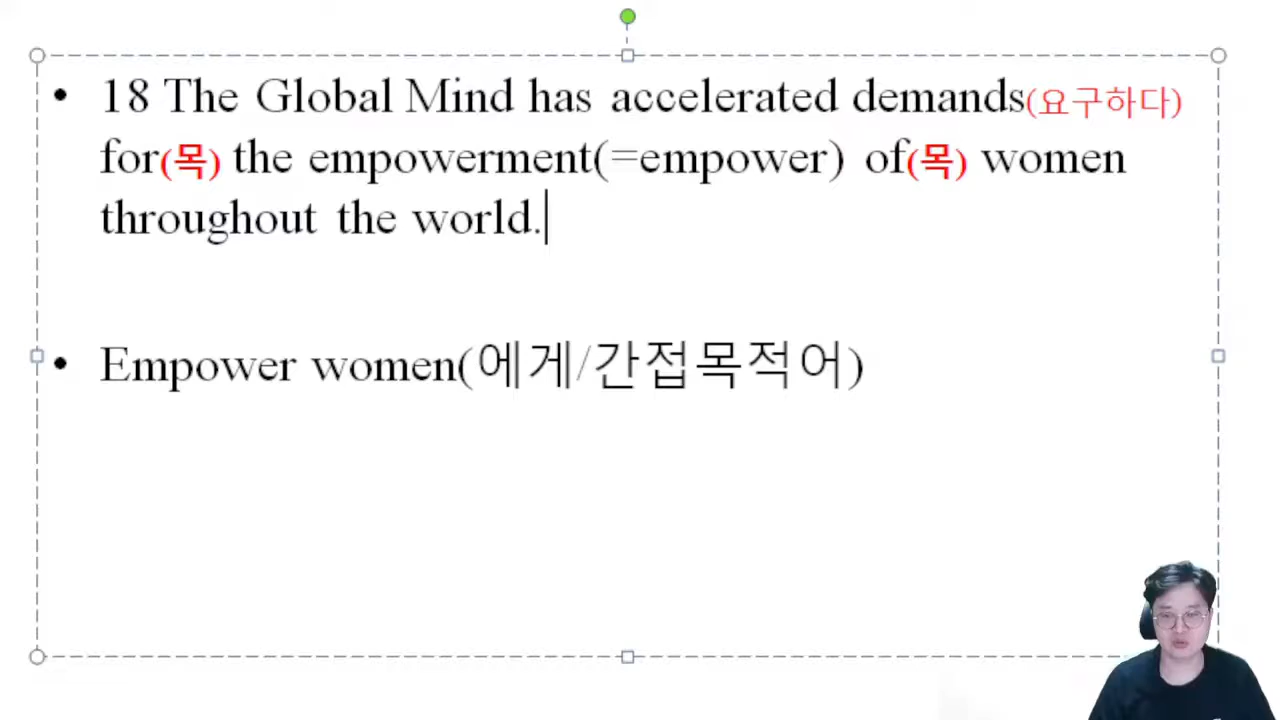 • 18 The Global Mind has accelerated demands(요구하다)
for(목) the empowerment(=empower) of(목) women
throughout the world.
• Empower women(에게/간접목적어)